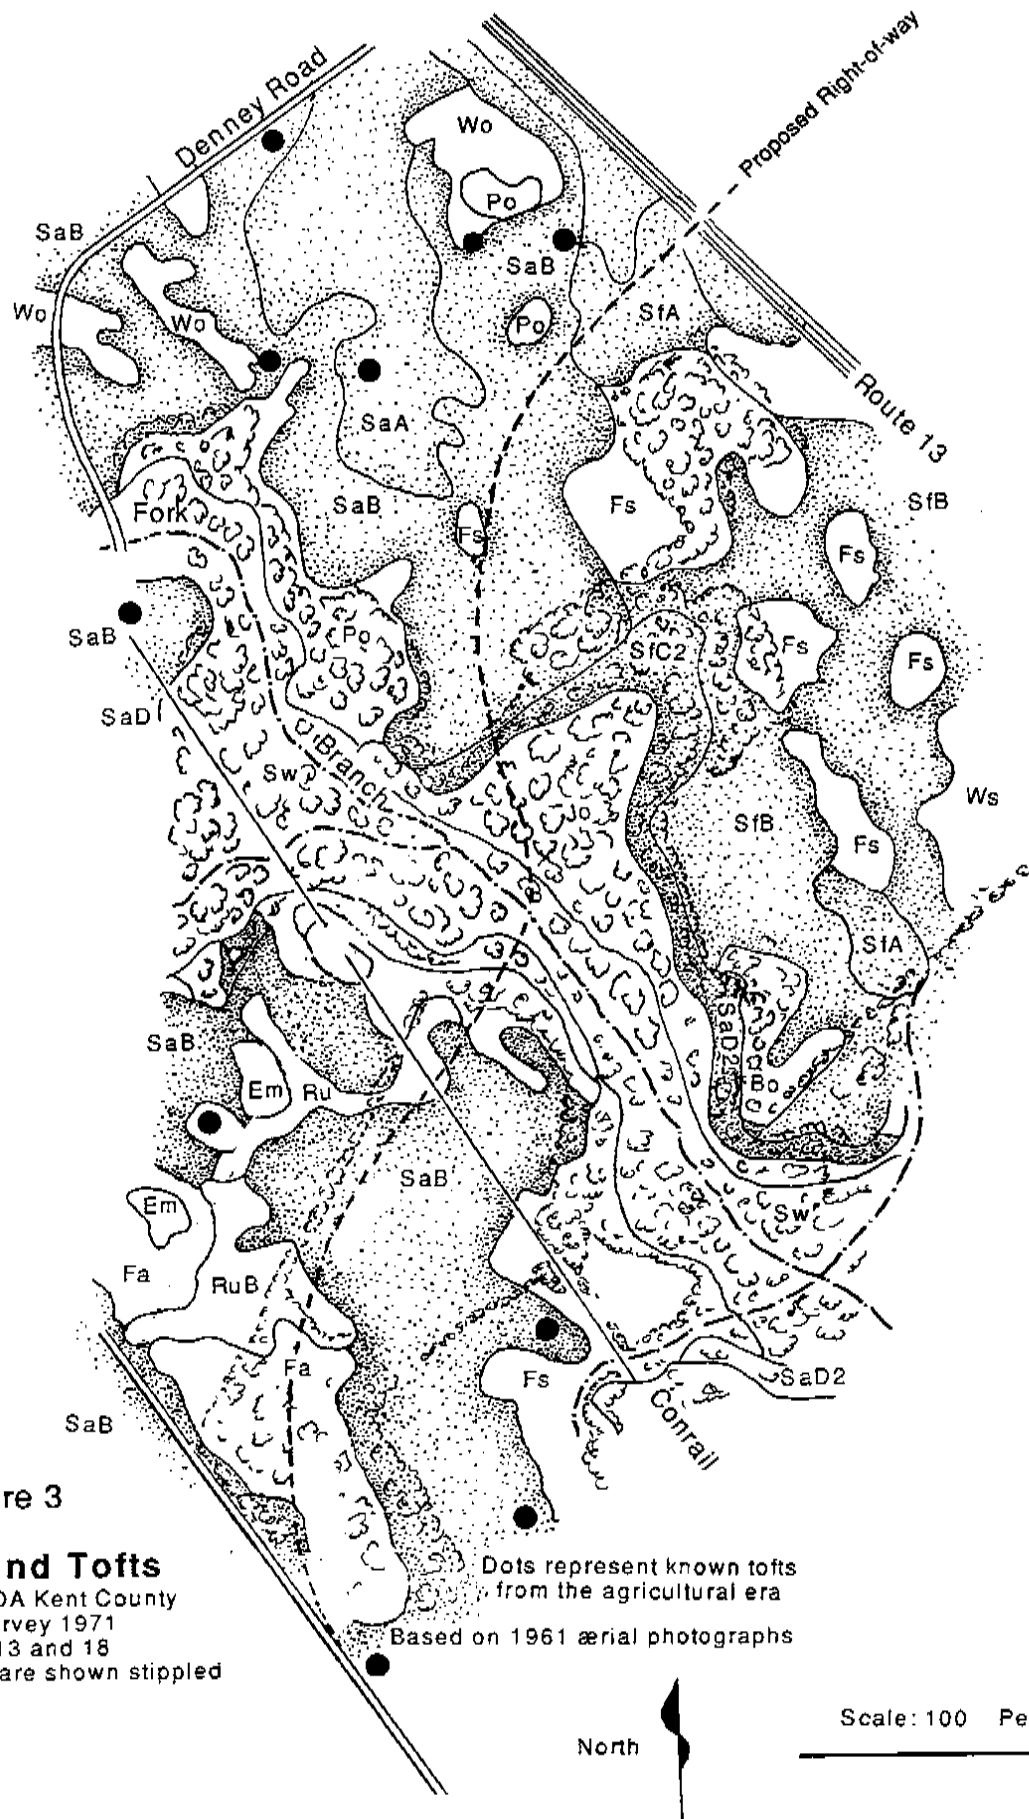 Denney Road
Proposed Right-of-way
Wo
Po
SaB
SaB
Wo
Wo
Po
SfA
SaA
Route 13
SaB
Fs
Fs
SfB
Fork
Fs
Po
SaB
SfC2
Fs
Fs
SaD
Branch
Sw
SfB
Ws
Fs
SfA
SaD2
SaB
Em
Ru
Bo
SaB
Em
Sw
Fa
RuB
Fa
Fs
SaD2
SaB
Conrail
re 3
nd Tofts
DA Kent County
rvey 1971
13 and 18
are shown stippled
Dots represent known tofts
from the agricultural era
Based on 1961 ærial photographs
North
Scale: 100 Pe